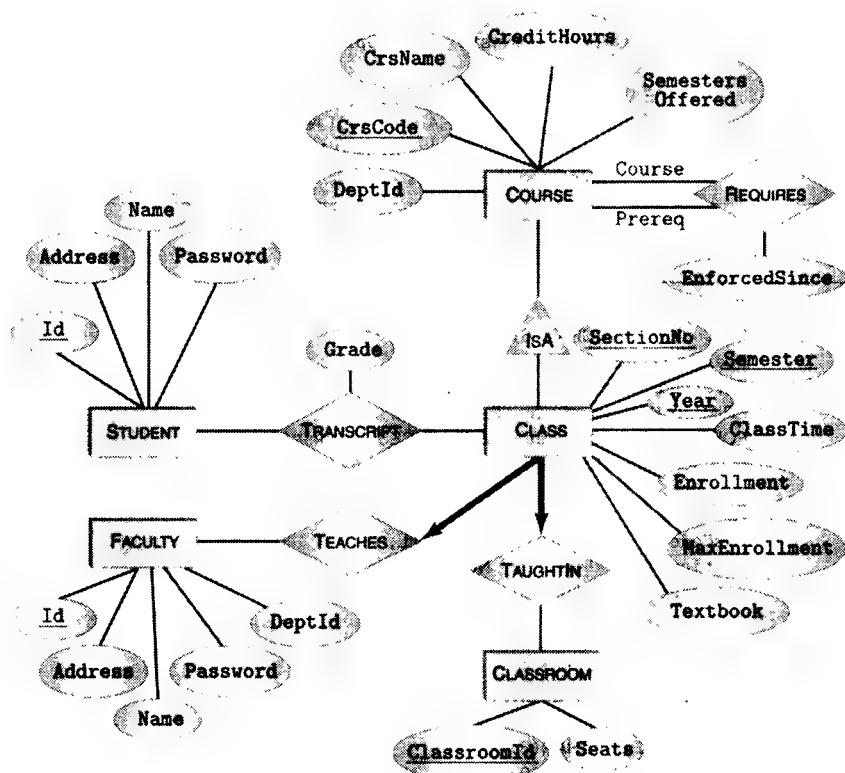 CreditHours
CrsName
Semesters
Offered
CrsCode
Course
DeptId
COURSE
REQUIRES
Prereq
Name
Address
Password
EnforcedSince
Id
ISA
SectionNo
Grade
Semester
Year
STUDENT
TRANSCRIPT
CLASS
ClassTime
Enrollment
FACULTY
TEACHES
MaxEnrollment
TAUGHTIN
Id
DeptId
Textbook
Address
Password
CLASSROOM
Name
ClassroomId
Seats